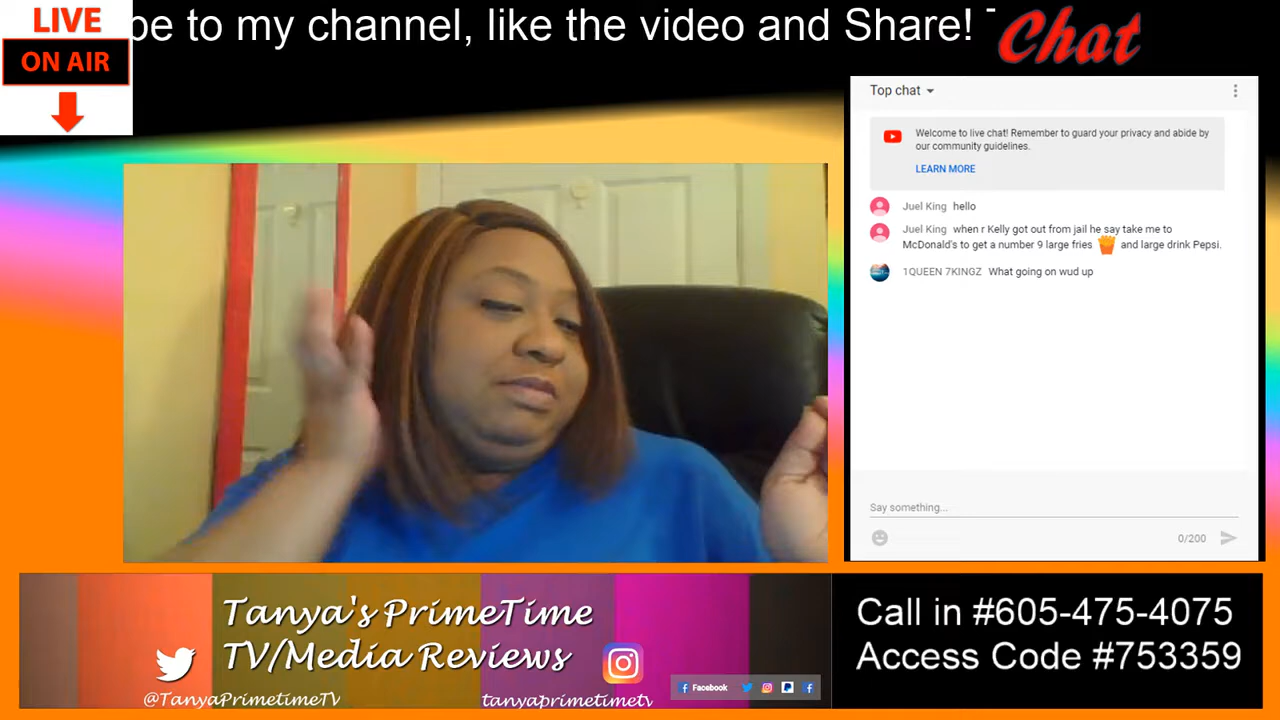 LIVE
ON AIR
be to my channel, like the video and Share!
Chat
Top chat
Welcome to live chat! Remember to guard your privacy and abide by
our community guidelines.
LEARN MORE
Juel King hello
Juel King when r Kelly got out from jail he say take me to
McDonald's to get a number 9 large fries 🍟 and large drink Pepsi.
1QUEEN 7KINGZ What going on wud up
Say something...
0/200
Tanya's PrimeTime
TV/Media Reviews
@TanyaPrimetimeTV
tanyaprimetimetv
Facebook
Call in #605-475-4075
Access Code #753359